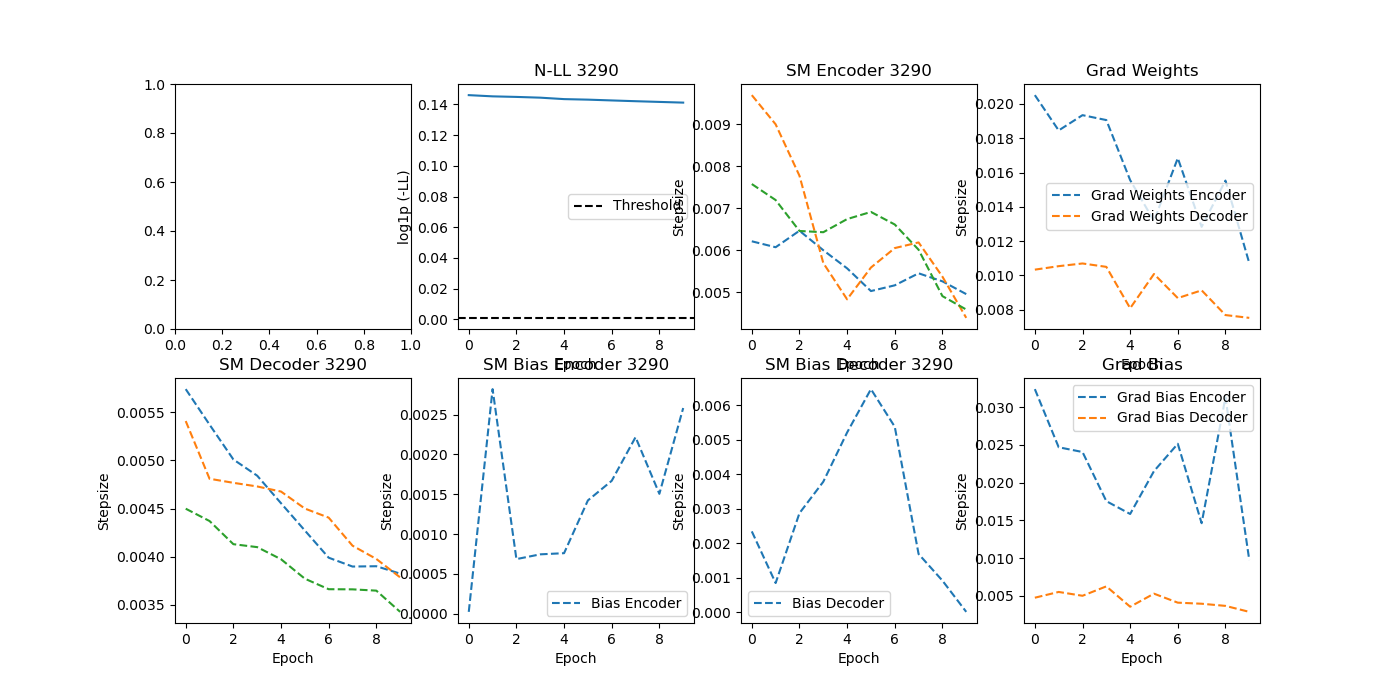 N-LL 3290
SM Encoder 3290
Grad Weights
1.0
0.8
0.6
0.4
0.2
0.0
0.0 0.2 0.4 0.6 0.8 1.0
log1p (-LL)
0.14
0.12
0.10
0.08
0.06
0.04
0.02
0.00
Threshold
0 2 4 6 8
Epoch
Stepsize
0.009
0.008
0.007
0.006
0.005
0 2 4 6 8
Epoch
Stepsize
0.020
0.018
0.016
0.014
0.012
0.010
0.008
Grad Weights Encoder
Grad Weights Decoder
0 2 4 6 8
Epoch
SM Decoder 3290
SM Bias Encoder 3290
SM Bias Decoder 3290
Grad Bias
Stepsize
0.0055
0.0050
0.0045
0.0040
0.0035
0 2 4 6 8
Epoch
Stepsize
0.0025
0.0020
0.0015
0.0010
0.0005
0.0000
Bias Encoder
0 2 4 6 8
Epoch
Stepsize
0.006
0.005
0.004
0.003
0.002
0.001
0.000
Bias Decoder
0 2 4 6 8
Epoch
Stepsize
0.030
0.025
0.020
0.015
0.010
0.005
Grad Bias Encoder
Grad Bias Decoder
0 2 4 6 8
Epoch